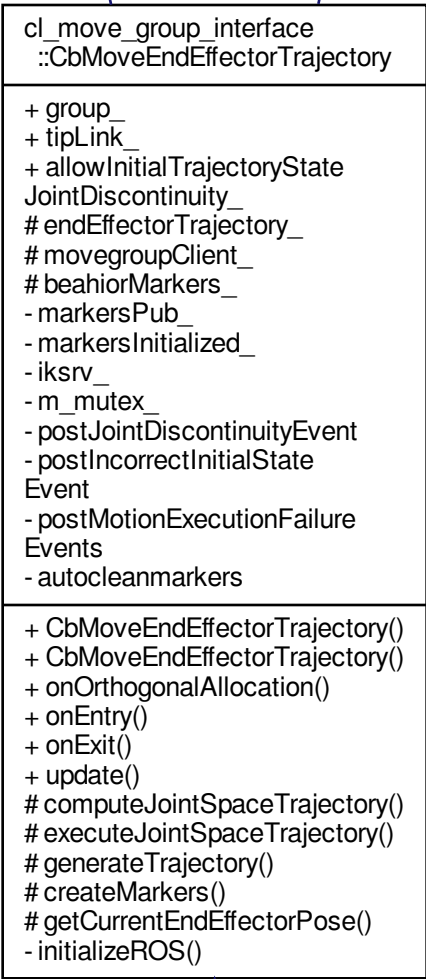 cl_move_group_interface
::CbMoveEndEffectorTrajectory
+ group_
+ tipLink_
+ allowInitialTrajectoryState
JointDiscontinuity_
# endEffectorTrajectory_
# movegroupClient_
# beahiorMarkers_
- markersPub_
- markersInitialized_
- iksrv_
- m_mutex_
- postJointDiscontinuityEvent
- postIncorrectInitialState
Event
- postMotionExecutionFailure
Events
- autocleanmarkers
+ CbMoveEndEffectorTrajectory()
+ CbMoveEndEffectorTrajectory()
+ onOrthogonalAllocation()
+ onEntry()
+ onExit()
+ update()
# computeJointSpaceTrajectory()
# executeJointSpaceTrajectory()
# generateTrajectory()
# createMarkers()
# getCurrentEndEffectorPose()
- initializeROS()